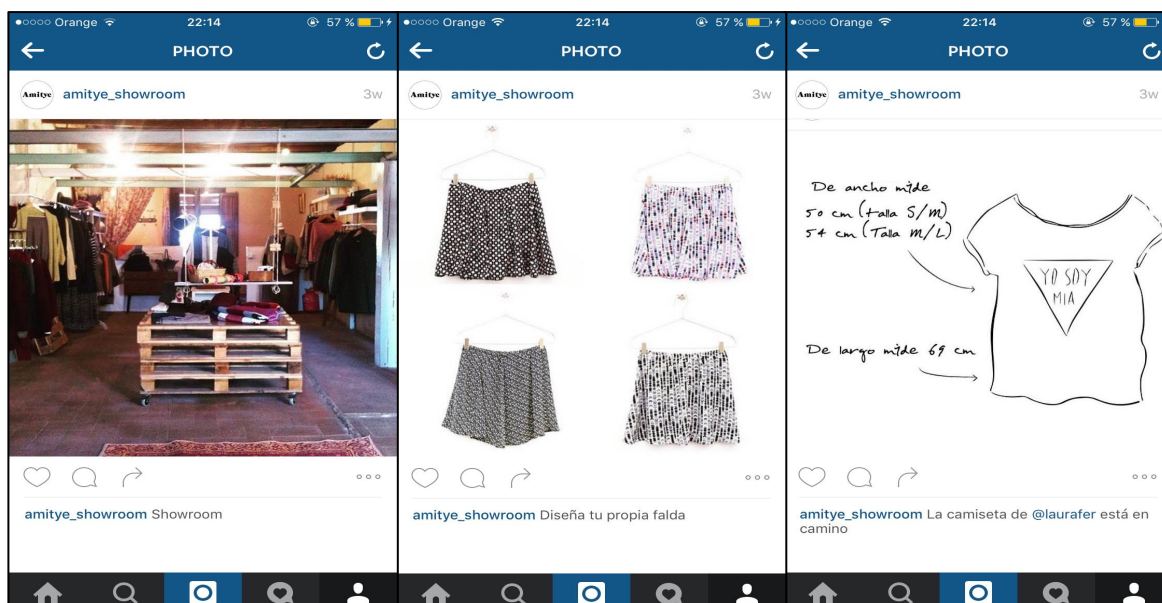 Orange 22:14 57 %
PHOTO
Amitye amitye_showroom 3w
amitye_showroom Showroom
Orange 22:14 57 %
PHOTO
Amitye amitye_showroom 3w
amitye_showroom Diseña tu propia falda
Orange 22:14 57 %
PHOTO
Amitye amitye_showroom 3w
De ancho mide
50 cm (talla S/M)
54 cm (Talla M/L)
YO SOY
MIA
De largo mide 69 cm
amitye_showroom La camiseta de @laurafer está en
camino